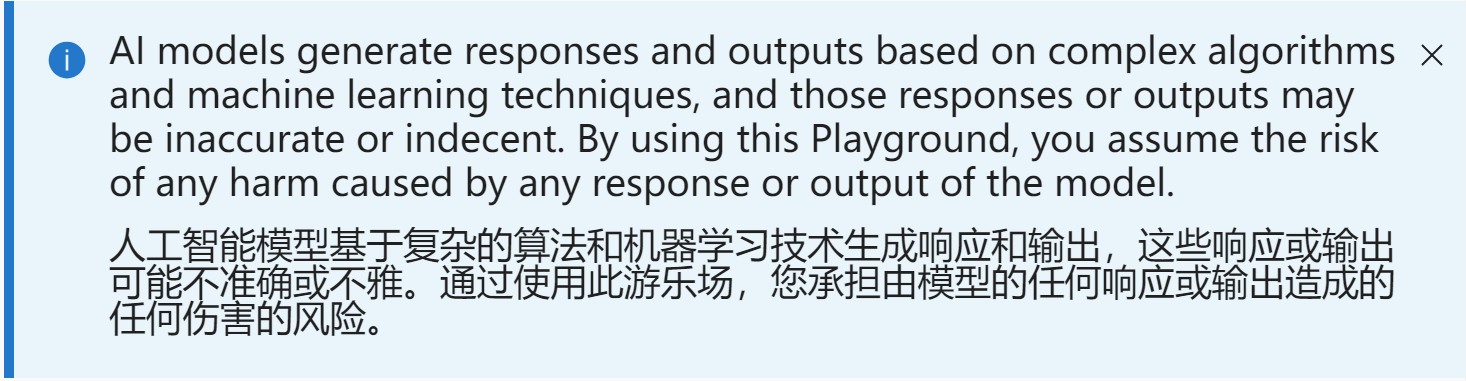 AI models generate responses and outputs based on complex algorithms
and machine learning techniques, and those responses or outputs may
be inaccurate or indecent. By using this Playground, you assume the risk
of any harm caused by any response or output of the model.
人工智能模型基于复杂的算法和机器学习技术生成响应和输出，这些响应或输出
可能不准确或不雅。通过使用此游乐场，您承担由模型的任何响应或输出造成的
任何伤害的风险。